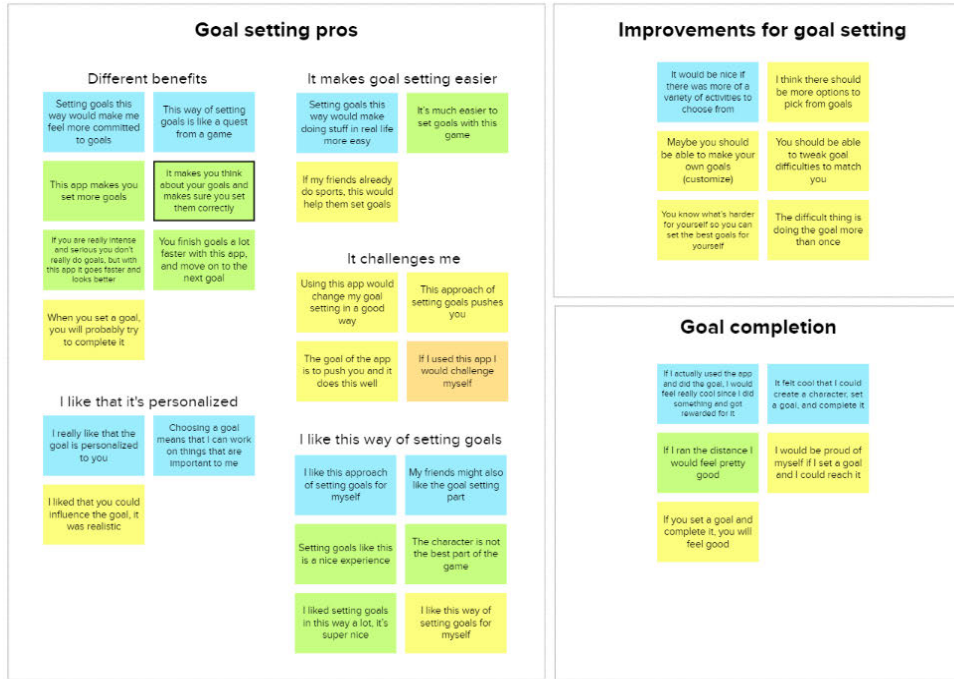 Goal setting pros
Different benefits
Setting goals this
way would make me
feel more committed
to goals
This way of setting
goals is like a quest
from a game
This app makes you
set more goals
It makes you think
about your goals and
makes sure you set
them correctly
If you are really intense
and serious you don't
really do goals, but with
this app it goes faster and
looks better
You finish goals a lot
faster with this app,
and move on to the
next goal
When you set a goal,
you will probably try
to complete it
I like that it's personalized
I really like that the
goal is personalized
to you
Choosing a goal
means that I can work
on things that are
important to me
I liked that you could
influence the goal, it
was realistic
It makes goal setting easier
Setting goals this
way would make
doing stuff in real life
more easy
It's much easier to
set goals with this
game
If my friends already
do sports, this would
help them set goals
It challenges me
Using this app would
change my goal
setting in a good
way
This approach of
setting goals pushes
you
The goal of the app
is to push you and it
does this well
If I used this app I
would challenge
myself
I like this way of setting goals
I like this approach
of setting goals for
myself
My friends might also
like the goal setting
part
Setting goals like this
is a nice experience
The character is not
the best part of the
game
I liked setting goals
in this way a lot, it's
super nice
I like this way of
setting goals for
myself
Improvements for goal setting
It would be nice if
there was more of a
variety of activities to
choose from
I think there should
be more options to
pick from goals
Maybe you should
be able to make your
own goals
(customize)
You should be able
to tweak goal
difficulties to match
you
You know what's harder
for yourself so you can
set the best goals for
yourself
The difficult thing is
doing the goal more
than once
Goal completion
If I actually used the app
and did the goal, I would
feel really cool since I did
something and got
rewarded for it
It felt cool that I could
create a character, set
a goal, and complete it
If I ran the distance I
would feel pretty
good
I would be proud of
myself if I set a goal
and I could reach it
If you set a goal and
complete it, you will
feel good